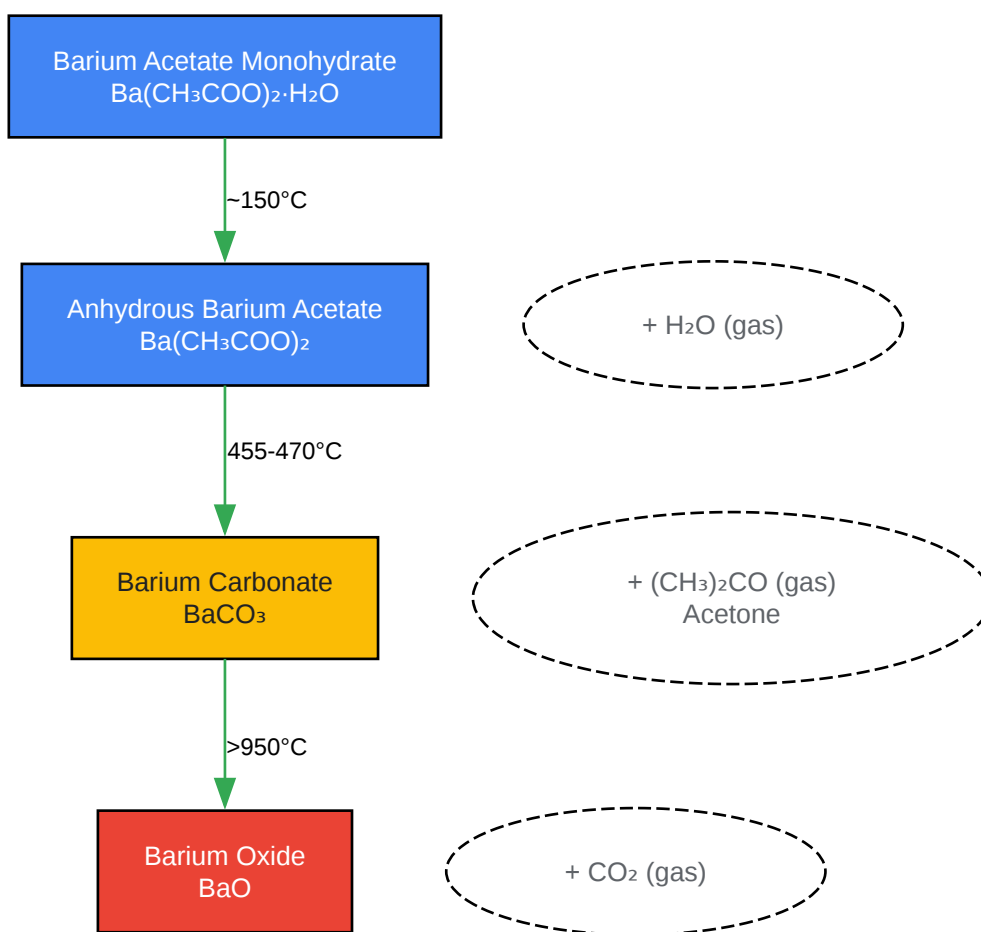 Barium Acetate Monohydrate
Ba(CH₃COO)₂·H₂O
~150°C
Anhydrous Barium Acetate
Ba(CH₃COO)₂
+ H₂O (gas)
455-470°C
Barium Carbonate
BaCO₃
+ (CH₃)₂CO (gas)
Acetone
>950°C
Barium Oxide
BaO
+ CO₂ (gas)